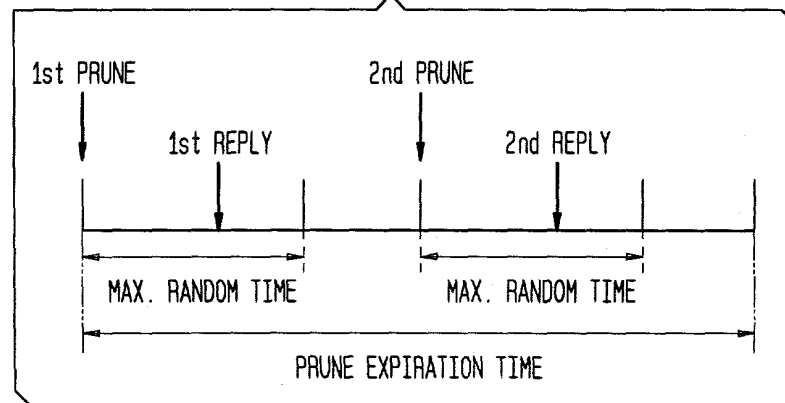 1st PRUNE
2nd PRUNE
1st REPLY
2nd REPLY
MAX. RANDOM TIME
MAX. RANDOM TIME
PRUNE EXPIRATION TIME